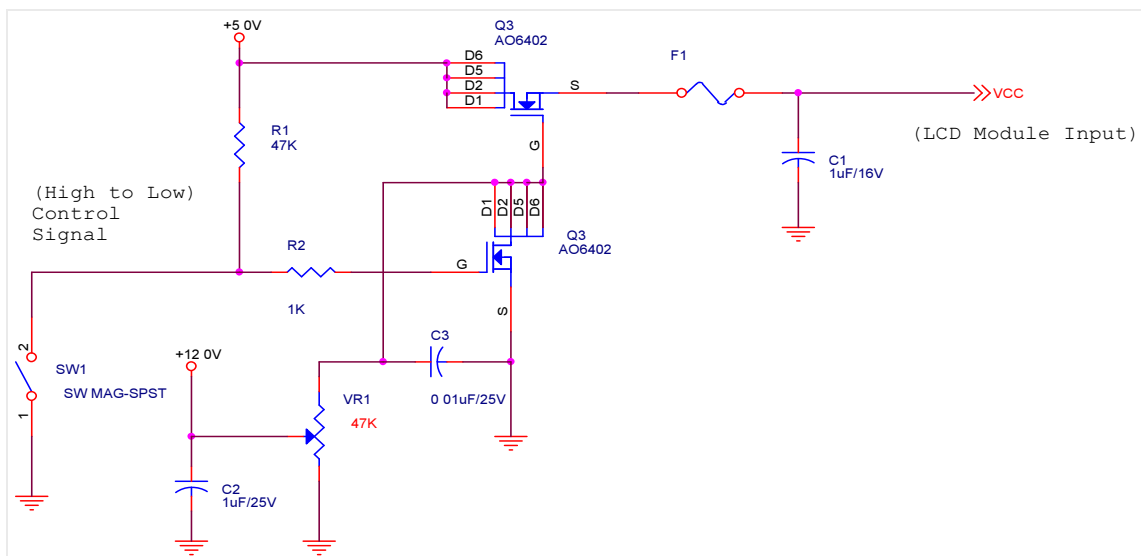 +5 0V
Q3
AO6402
F1
D6
D5
D2
D1
S
VCC
(LCD Module Input)
G
R1
47K
C1
1uF/16V
(High to Low)
Control
Signal
D1
D2
D5
D6
Q3
AO6402
R2
G
1K
S
C3
+12 0V
2
SW1
SW MAG-SPST
VR1
0 01uF/25V
47K
1
C2
1uF/25V